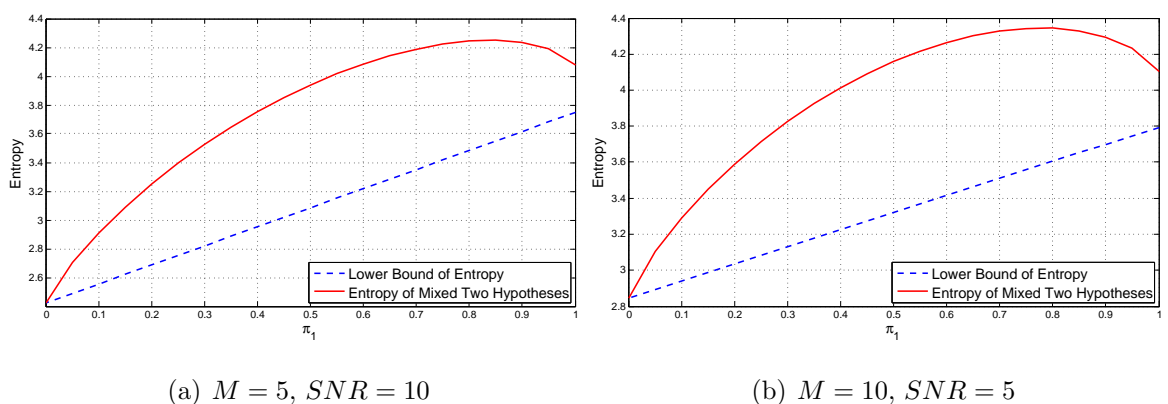 4.4
4.2
4
3.8
3.6
3.4
3.2
3
2.8
2.6
Entropy
0 0.1 0.2 0.3 0.4 0.5 0.6 0.7 0.8 0.9 1
π1
Lower Bound of Entropy
Entropy of Mixed Two Hypotheses
(a) M = 5, SNR = 10
4.4
4.2
4
3.8
3.6
3.4
3.2
3
2.8
Entropy
0 0.1 0.2 0.3 0.4 0.5 0.6 0.7 0.8 0.9 1
π1
Lower Bound of Entropy
Entropy of Mixed Two Hypotheses
(b) M = 10, SNR = 5